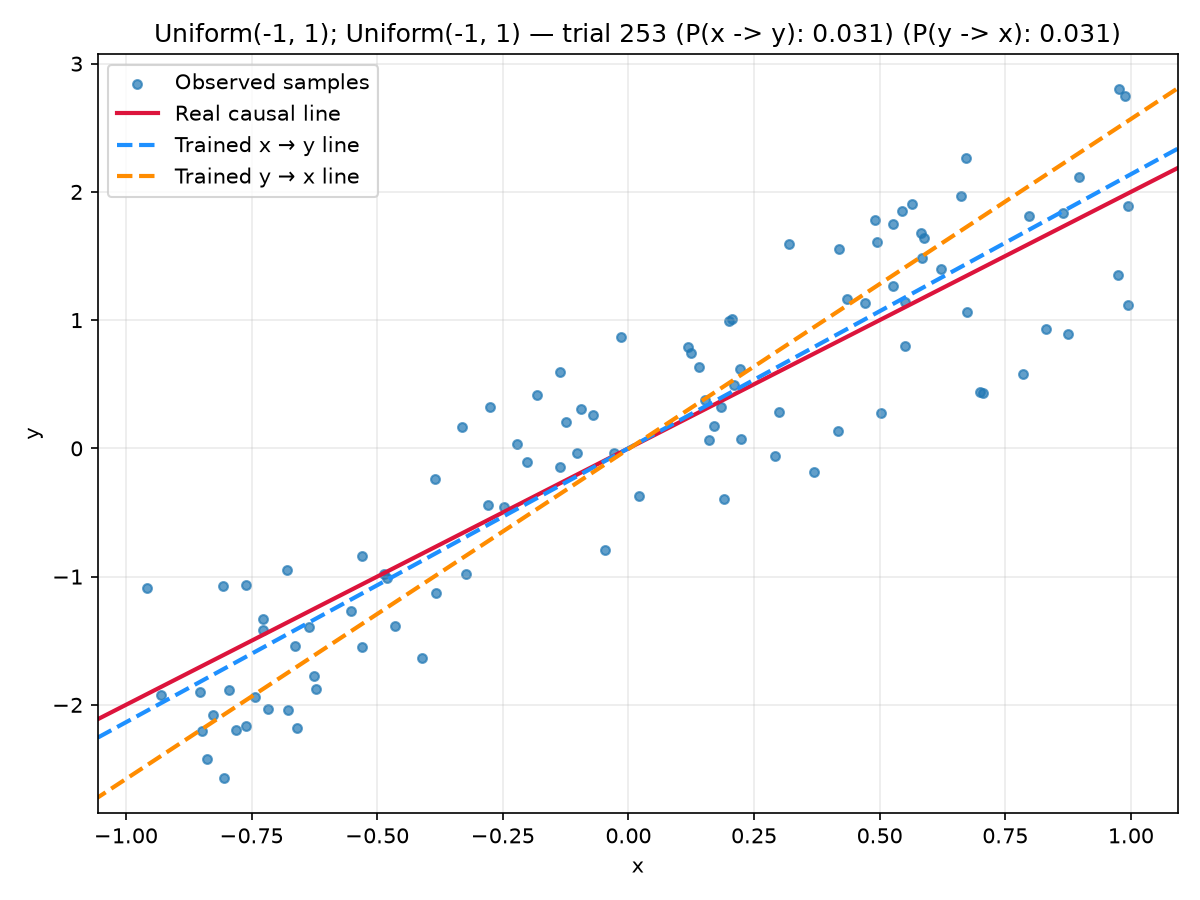 Uniform(-1, 1); Uniform(-1, 1) — trial 253 (P(x -> y): 0.031) (P(y -> x): 0.031)
Observed samples
Real causal line
Trained x → y line
Trained y → x line
3
2
1
0
−1
−2
y
−1.00 −0.75 −0.50 −0.25 0.00 0.25 0.50 0.75 1.00
x